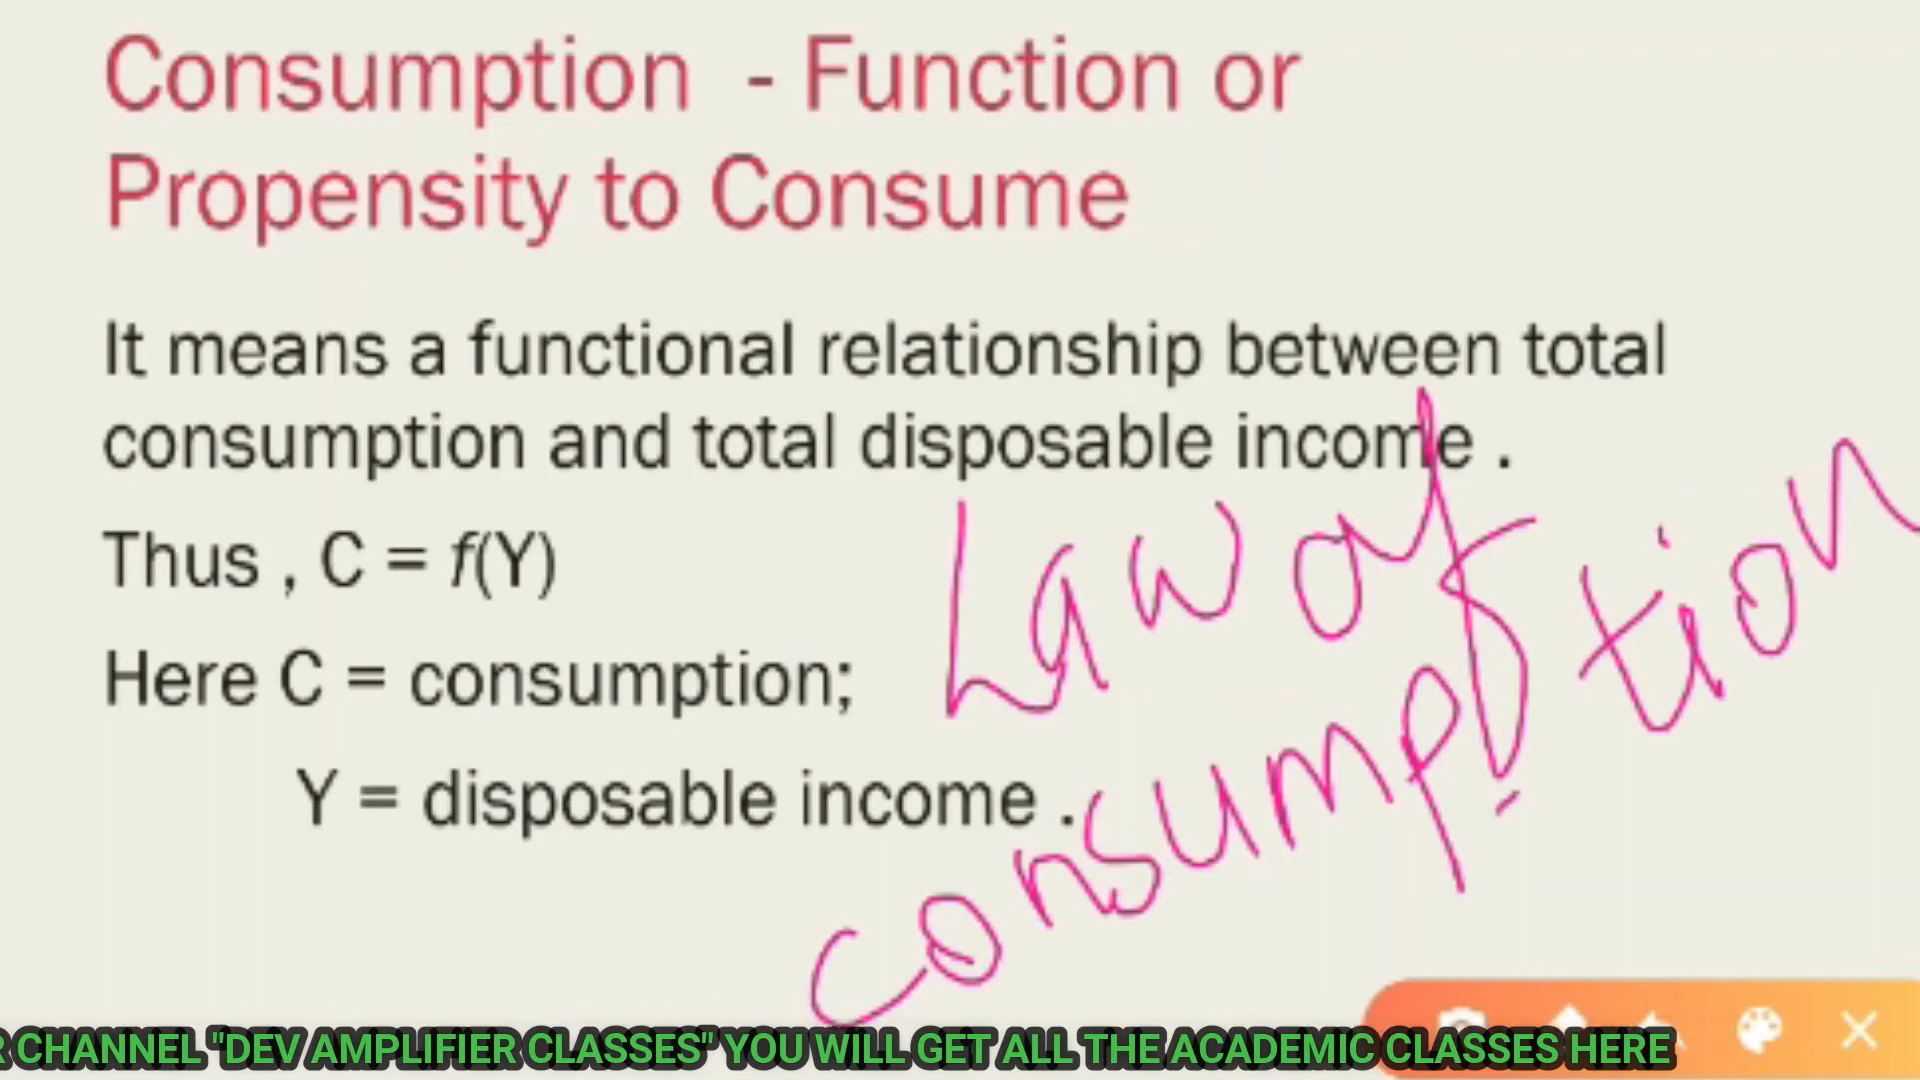 Consumption - Function or
Propensity to Consume
It means a functional relationship between total
consumption and total disposable income .
Thus , C = f(Y)
Here C = consumption;
Y = disposable income .
Law of
consumption
R CHANNEL "DEV AMPLIFIER CLASSES" YOU WILL GET ALL THE ACADEMIC CLASSES HERE